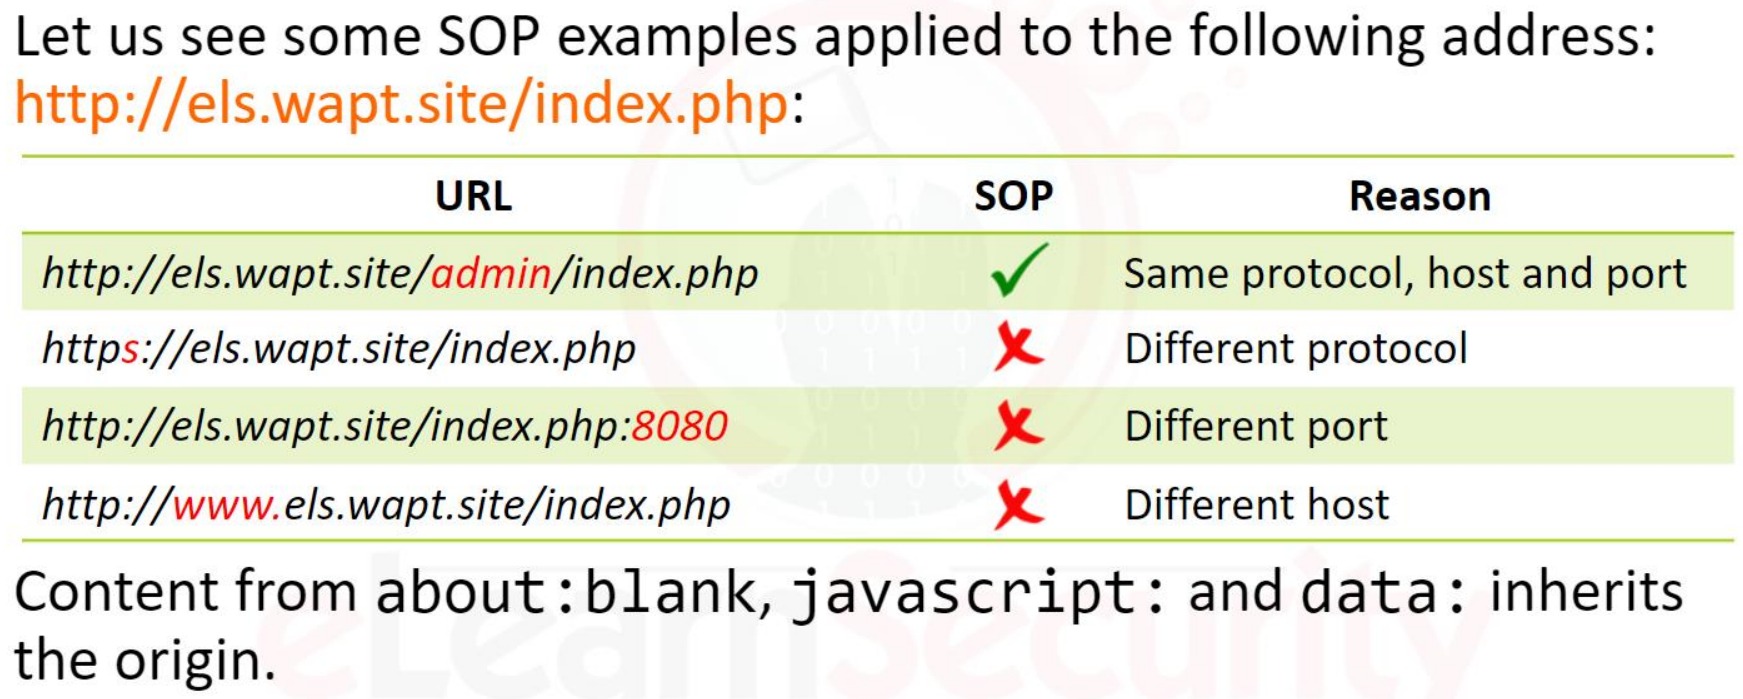 Let us see some SOP examples applied to the following address:
http://els.wapt.site/index.php:
URL SOP Reason
http://els.wapt.site/admin/index.php Same protocol, host and port
https://els.wapt.site/index.php Different protocol
http://els.wapt.site/index.php:8080 Different port
http://www.els.wapt.site/index.php Different host
Content from about:blank, javascript: and data: inherits
the origin.
eLearnSecurity